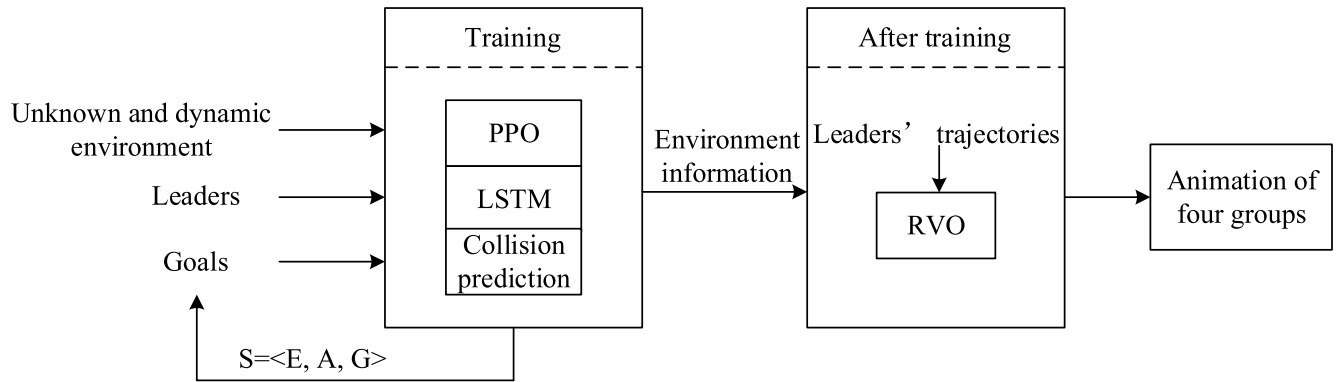 Training
After training
Unknown and dynamic
environment
Leaders
Goals
PPO
LSTM
Collision
prediction
S=<E, A, G>
Environment
information
Leaders’ trajectories
RVO
Animation of
four groups